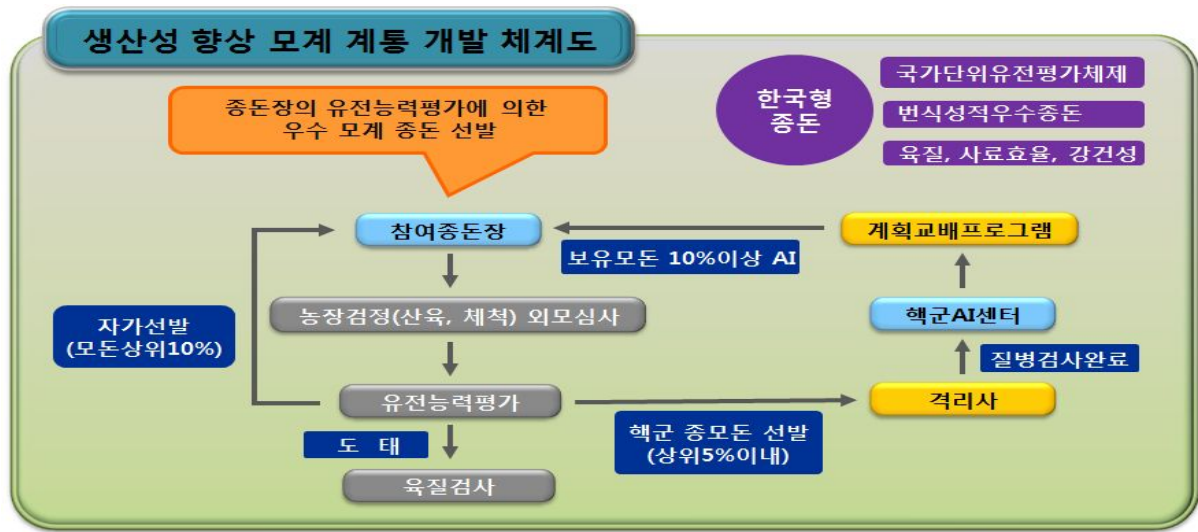 생산성 향상 모계 계통 개발 체계도
종돈장의 유전능력평가에 의한
우수 모계 종돈 선발
한국형
종돈
국가단위유전평가체제
번식성적우수종돈
육질, 사료효율, 강건성
참여종돈장
보유모돈 10%이상 AI
계획교배프로그램
농장검정(산육, 체척) 외모심사
핵군AI센터
자가선발
(모돈상위10%)
질병검사완료
유전능력평가
핵군 종모돈 선발
(상위5%이내)
격리사
도 태
육질검사